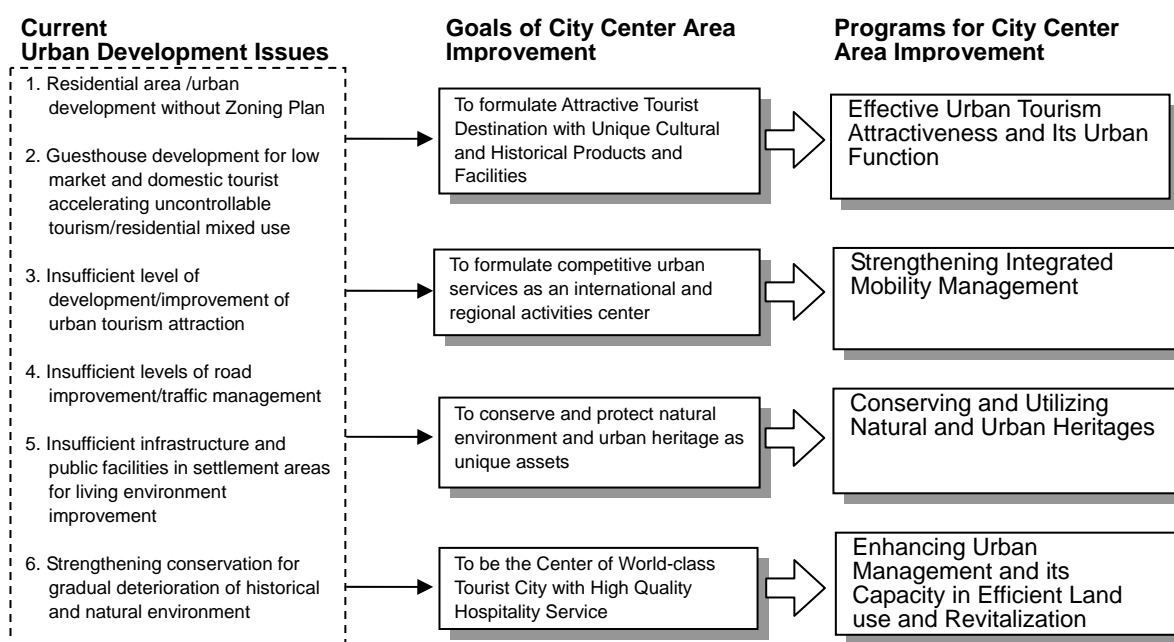 Current
Urban Development Issues
1. Residential area /urban
development without Zoning Plan
2. Guesthouse development for low
market and domestic tourist
accelerating uncontrollable
tourism/residential mixed use
3. Insufficient level of
development/improvement of
urban tourism attraction
4. Insufficient levels of road
improvement/traffic management
5. Insufficient infrastructure and
public facilities in settlement areas
for living environment
improvement
6. Strengthening conservation for
gradual deterioration of historical
and natural environment
Goals of City Center Area
Improvement
To formulate Attractive Tourist
Destination with Unique Cultural
and Historical Products and
Facilities
To formulate competitive urban
services as an international and
regional activities center
To conserve and protect natural
environment and urban heritage as
unique assets
To be the Center of World-class
Tourist City with High Quality
Hospitality Service
Programs for City Center
Area Improvement
Effective Urban Tourism
Attractiveness and Its Urban
Function
Strengthening Integrated
Mobility Management
Conserving and Utilizing
Natural and Urban Heritages
Enhancing Urban
Management and its
Capacity in Efficient Land
use and Revitalization